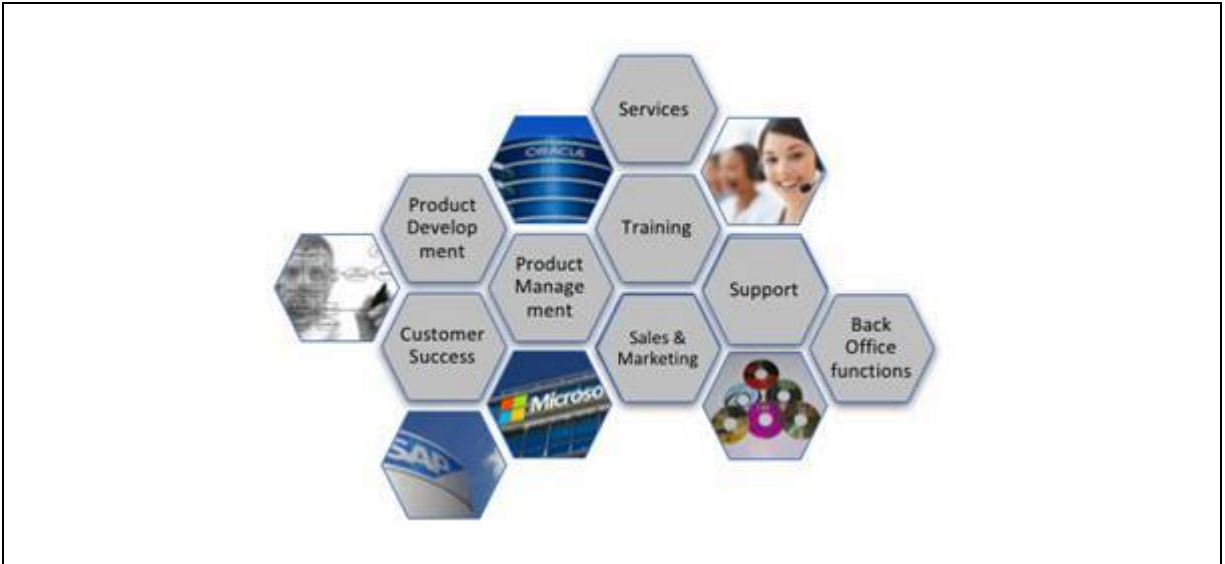 Services
ORACLE
Product
Develop
ment
Training
Product
Manage
ment
Support
Back
Office
functions
Customer
Success
Sales &
Marketing
Microso
SAP